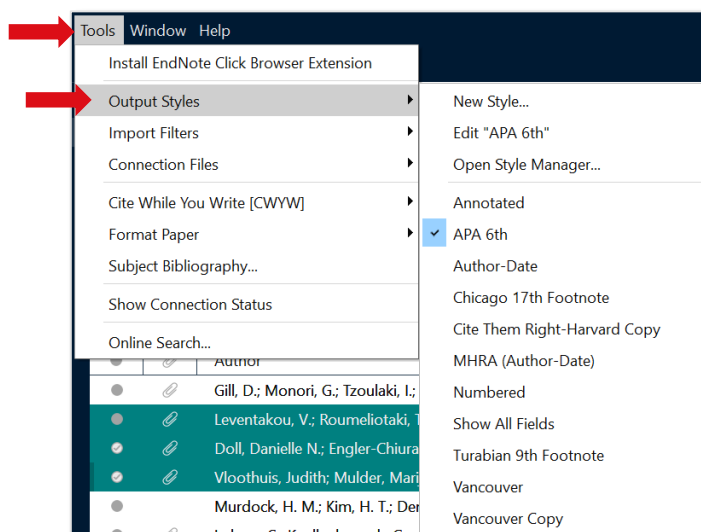 Tools Window Help
Install EndNote Click Browser Extension
Output Styles
Import Filters
Connection Files
Cite While You Write [CWYW]
Format Paper
Subject Bibliography...
Show Connection Status
Online Search...
New Style...
Edit "APA 6th"
Open Style Manager...
Annotated
APA 6th
Author-Date
Chicago 17th Footnote
Cite Them Right-Harvard Copy
MHRA (Author-Date)
Numbered
Show All Fields
Turabian 9th Footnote
Vancouver
Vancouver Copy
Author
Gill, D.; Monori, G.; Tzoulaki, I.;
Leventakou, V.; Roumeliotaki,
Doll, Danielle N.; Engler-Chiura
Vloothuis, Judith; Mulder, Mari
Murdock, H. M.; Kim, H. T.; Der